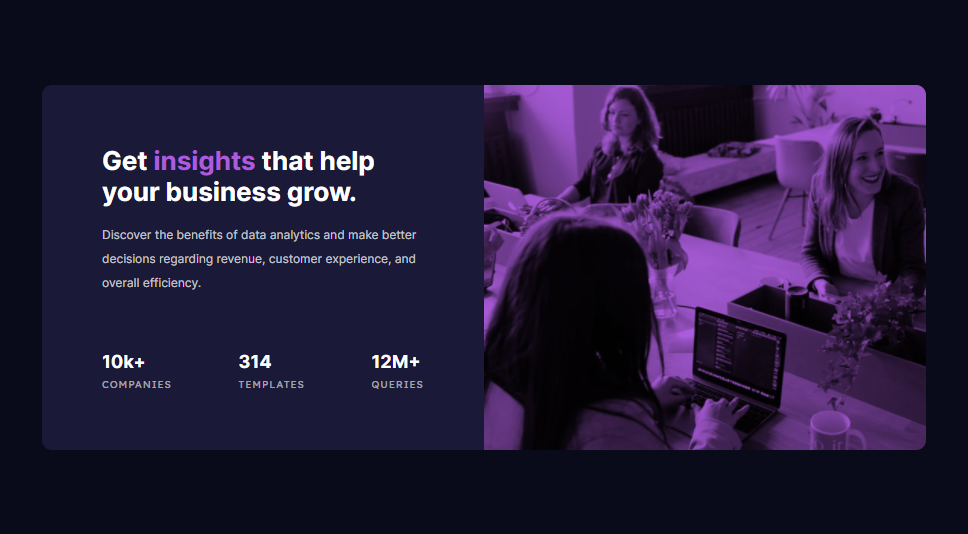 Get insights that help
your business grow.
Discover the benefits of data analytics and make better
decisions regarding revenue, customer experience, and
overall efficiency.
10k+ 314 12M+
COMPANIES TEMPLATES QUERIES